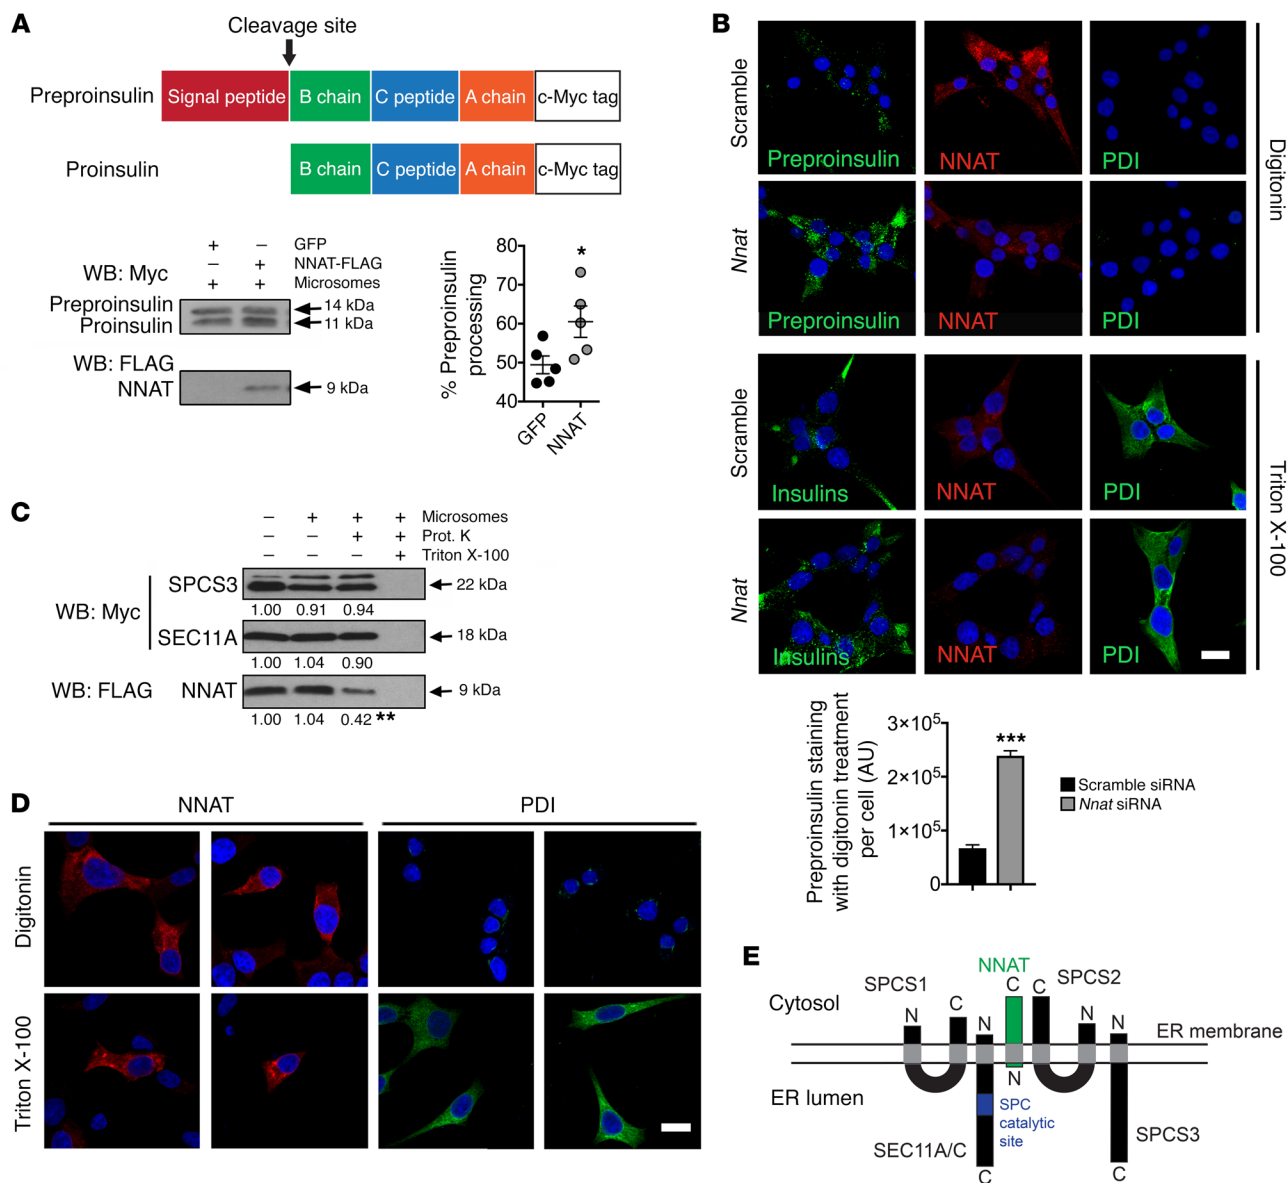 A
Cleavage site
Preproinsulin
Signal peptide
B chain
C peptide
A chain
c-Myc tag
Proinsulin
B chain
C peptide
A chain
c-Myc tag
+ – GFP
– + NNAT-FLAG
+ + Microsomes
WB: Myc
Preproinsulin
14 kDa
Proinsulin
11 kDa
WB: FLAG
NNAT
9 kDa
% Preproinsulin
processing
80
70
60
50
40
*
GFP
NNAT
B
Scramble
Preproinsulin
NNAT
PDI
Nnat
Preproinsulin
NNAT
PDI
Digitonin
Scramble
Insulins
NNAT
PDI
Nnat
Insulins
NNAT
PDI
Triton X-100
Preproinsulin staining
with digitonin treatment
per cell (AU)
3×10⁵
2×10⁵
1×10⁵
0
***
Scramble siRNA
Nnat siRNA
C
– + + + Microsomes
– – + + Prot. K
– – – + Triton X-100
WB: Myc
SPCS3
22 kDa
1.00 0.91 0.94
SEC11A
18 kDa
1.00 1.04 0.90
WB: FLAG
NNAT
9 kDa
1.00 1.04 0.42 **
D
NNAT
PDI
Digitonin
Triton X-100
E
NNAT
SPCS1
C
C
SPCS2
Cytosol
N
C
N
N
N
ER membrane
N
ER lumen
SPC
catalytic
site
SEC11A/C
SPCS3
C
C